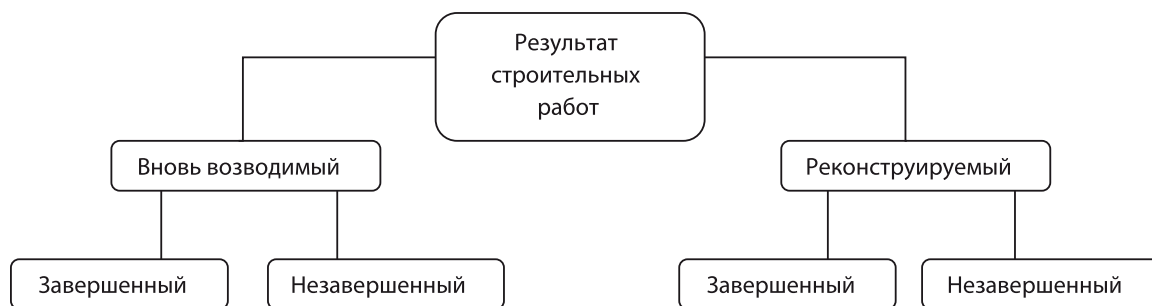 Результат
строительных
работ
Вновь возводимый
Реконструируемый
Завершенный
Незавершенный
Завершенный
Незавершенный